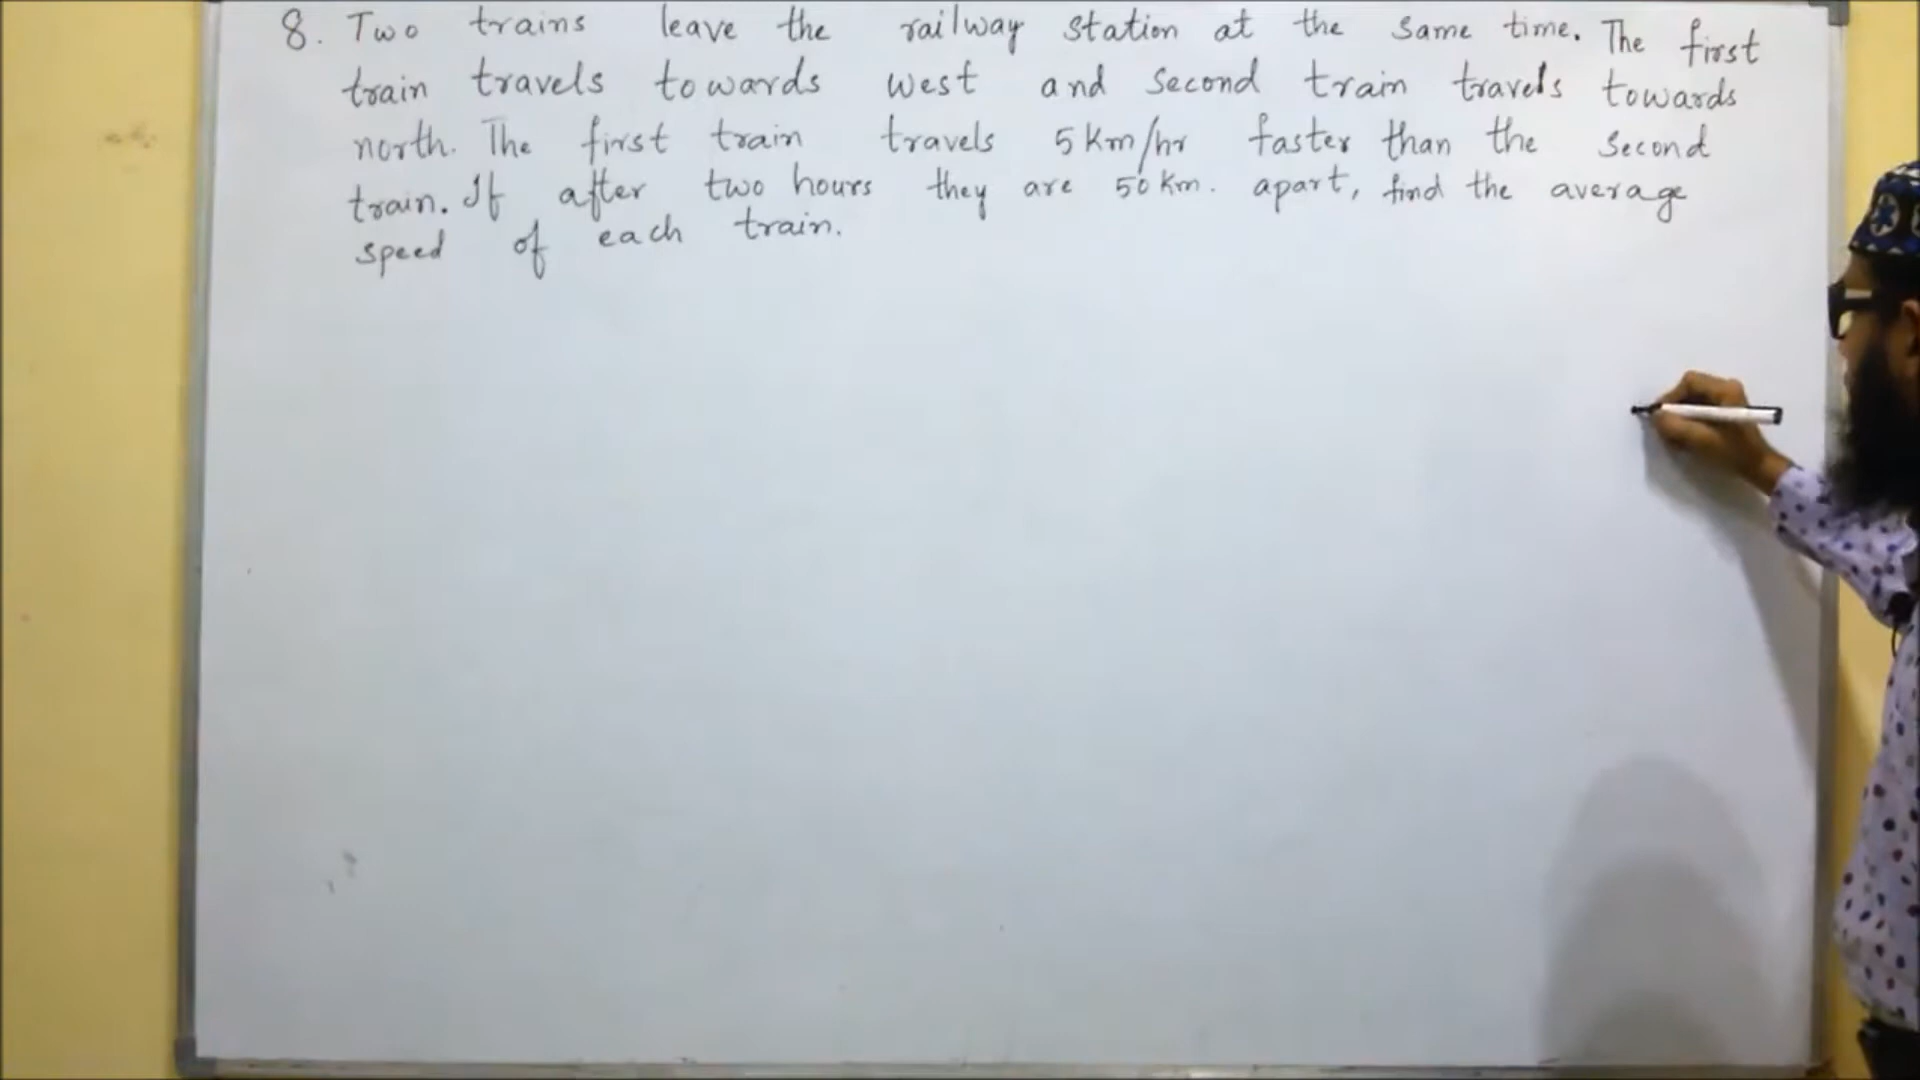 8. Two trains leave the railway station at the same time. The first
train travels towards west and second train travels towards
north. The first train travels 5 km/hr faster than the second
train. If after two hours they are 50 km. apart, find the average
speed of each train.